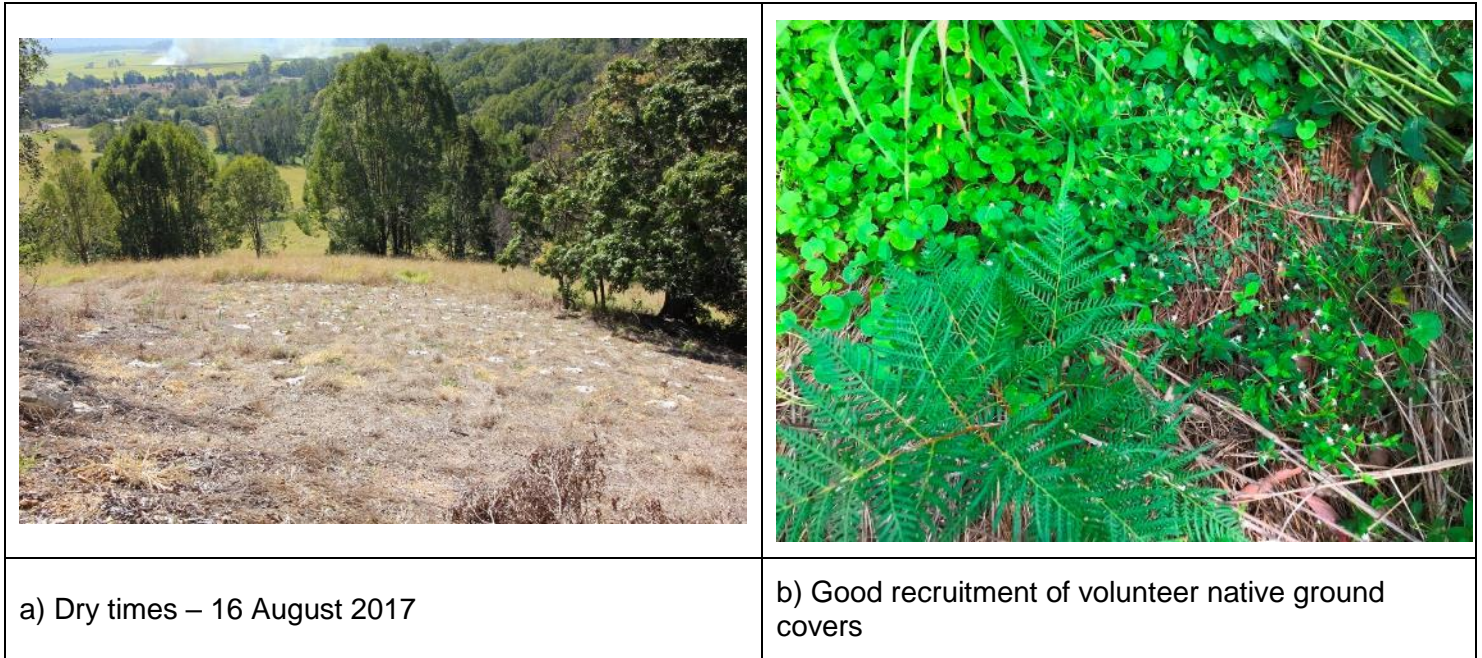 a) Dry times – 16 August 2017
b) Good recruitment of volunteer native ground
covers